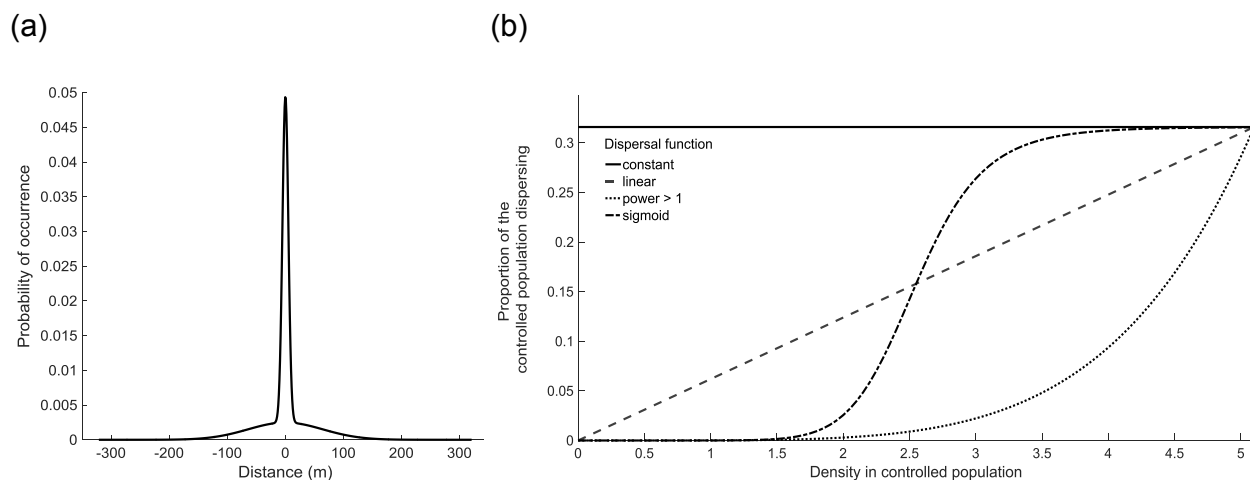 (a)
(b)
0.05
0.045
0.04
0.035
0.03
0.025
0.02
0.015
0.01
0.005
0
Probability of occurrence
-300 -200 -100 0 100 200 300
Distance (m)
Proportion of the
controlled population dispersing
0.3
0.25
0.2
0.15
0.1
0.05
0
Dispersal function
constant
linear
power > 1
sigmoid
0 0.5 1 1.5 2 2.5 3 3.5 4 4.5 5
Density in controlled population